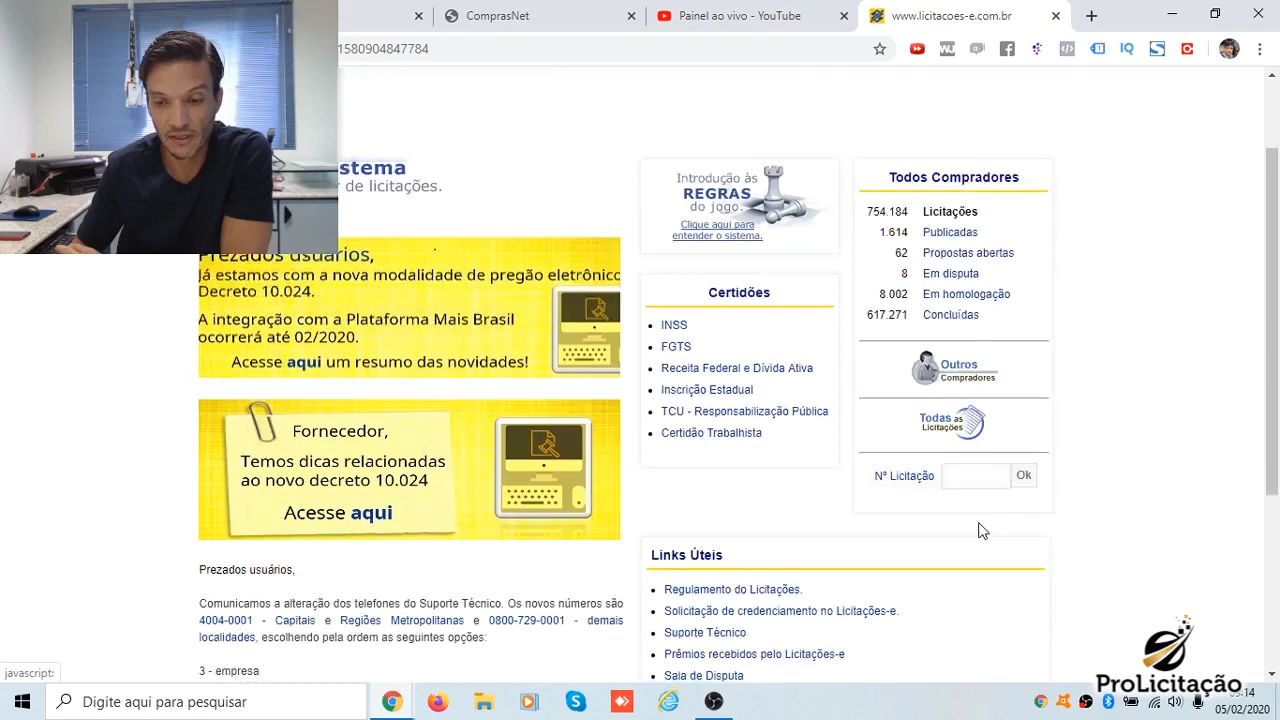 ComprasNet
Painel ao vivo - YouTube
www.licitacoes-e.com.br
1580904847784
istema
de licitações.
Prezados usuários,
Já estamos com a nova modalidade de pregão eletrônico
Decreto 10.024.
A integração com a Plataforma Mais Brasil
ocorrerá até 02/2020.
Acesse aqui um resumo das novidades!
Fornecedor,
Temos dicas relacionadas
ao novo decreto 10.024
Acesse aqui
Prezados usuários,
Comunicamos a alteração dos telefones do Suporte Técnico. Os novos números são
4004-0001 - Capitais e Regiões Metropolitanas e 0800-729-0001 - demais
localidades, escolhendo pela ordem as seguintes opções:
3 - empresa
Introdução às
REGRAS
do jogo.
Clique aqui para
entender o sistema.
Certidões
INSS
FGTS
Receita Federal e Dívida Ativa
Inscrição Estadual
TCU - Responsabilização Pública
Certidão Trabalhista
Todos Compradores
754.184 Licitações
1.614 Publicadas
62 Propostas abertas
8 Em disputa
8.002 Em homologação
617.271 Concluídas
Outros
Compradores
Todas as
Licitações
Nº Licitação
Ok
Links Úteis
Regulamento do Licitações.
Solicitação de credenciamento no Licitações-e.
Suporte Técnico
Prêmios recebidos pelo Licitações-e
Sala de Disputa
javascript:
ProLicitação
Digite aqui para pesquisar
09:14
05/02/2020